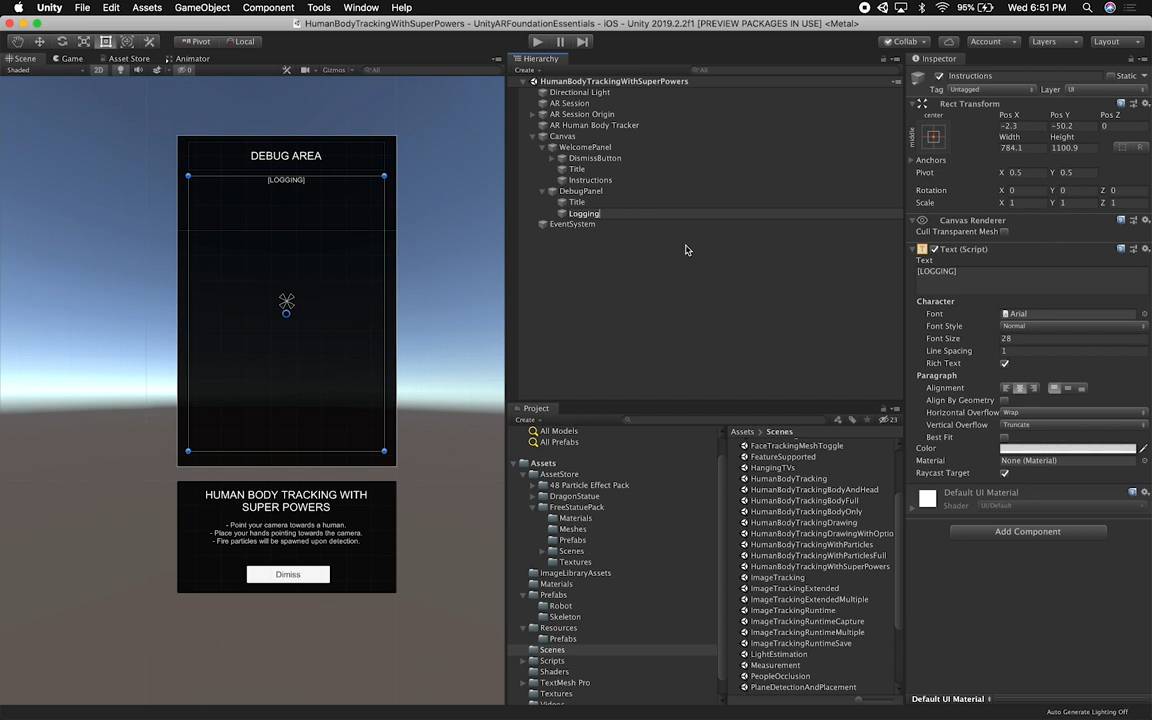 Unity File Edit Assets GameObject Component Tools Window Help 95% Wed 6:51 PM
HumanBodyTrackingWithSuperPowers - UnityARFoundationEssentials - iOS - Unity 2019.2.2f1 [PREVIEW PACKAGES IN USE] <Metal>
Pivot Local Collab Account Layers Layout
Scene Game Asset Store Animator
Shaded 2D 0 Gizmos All
DEBUG AREA
[LOGGING]
HUMAN BODY TRACKING WITH
SUPER POWERS
- Point your camera towards a human.
- Place your hands pointing towards the camera.
- Fire particles will be spawned upon detection.
Dimiss
Hierarchy
Create All
HumanBodyTrackingWithSuperPowers
Directional Light
AR Session
AR Session Origin
AR Human Body Tracker
Canvas
WelcomePanel
DismissButton
Title
Instructions
DebugPanel
Title
Logging
EventSystem
Project
Create 23
All Models
All Prefabs
Assets
AssetStore
48 Particle Effect Pack
DragonStatue
FreeStatuePack
Materials
Meshes
Prefabs
Scenes
Textures
ImageLibraryAssets
Materials
Prefabs
Robot
Skeleton
Resources
Prefabs
Scenes
Scripts
Shaders
TextMesh Pro
Textures
Assets > Scenes
FaceTrackingMeshToggle
FeatureSupported
HangingTVs
HumanBodyTracking
HumanBodyTrackingBodyAndHead
HumanBodyTrackingBodyFull
HumanBodyTrackingBodyOnly
HumanBodyTrackingDrawing
HumanBodyTrackingDrawingWithOptio
HumanBodyTrackingWithParticles
HumanBodyTrackingWithParticlesFull
HumanBodyTrackingWithSuperPowers
ImageTracking
ImageTrackingExtended
ImageTrackingExtendedMultiple
ImageTrackingRuntime
ImageTrackingRuntimeCapture
ImageTrackingRuntimeMultiple
ImageTrackingRuntimeSave
LightEstimation
Measurement
PeopleOcclusion
PlaneDetectionAndPlacement
Inspector
Instructions Static
Tag Untagged Layer UI
Rect Transform
center Pos X Pos Y Pos Z
middle -2.3 -50.2 0
Width Height
784.1 1100.9 R
Anchors
Pivot X 0.5 Y 0.5
Rotation X 0 Y 0 Z 0
Scale X 1 Y 1 Z 1
Canvas Renderer
Cull Transparent Mesh
Text (Script)
Text
[LOGGING]
Character
Font Arial
Font Style Normal
Font Size 28
Line Spacing 1
Rich Text
Paragraph
Alignment
Align By Geometry
Horizontal Overflow Wrap
Vertical Overflow Truncate
Best Fit
Color
Material None (Material)
Raycast Target
Default UI Material
Shader UI/Default
Add Component
Default UI Material
Auto Generate Lighting Off